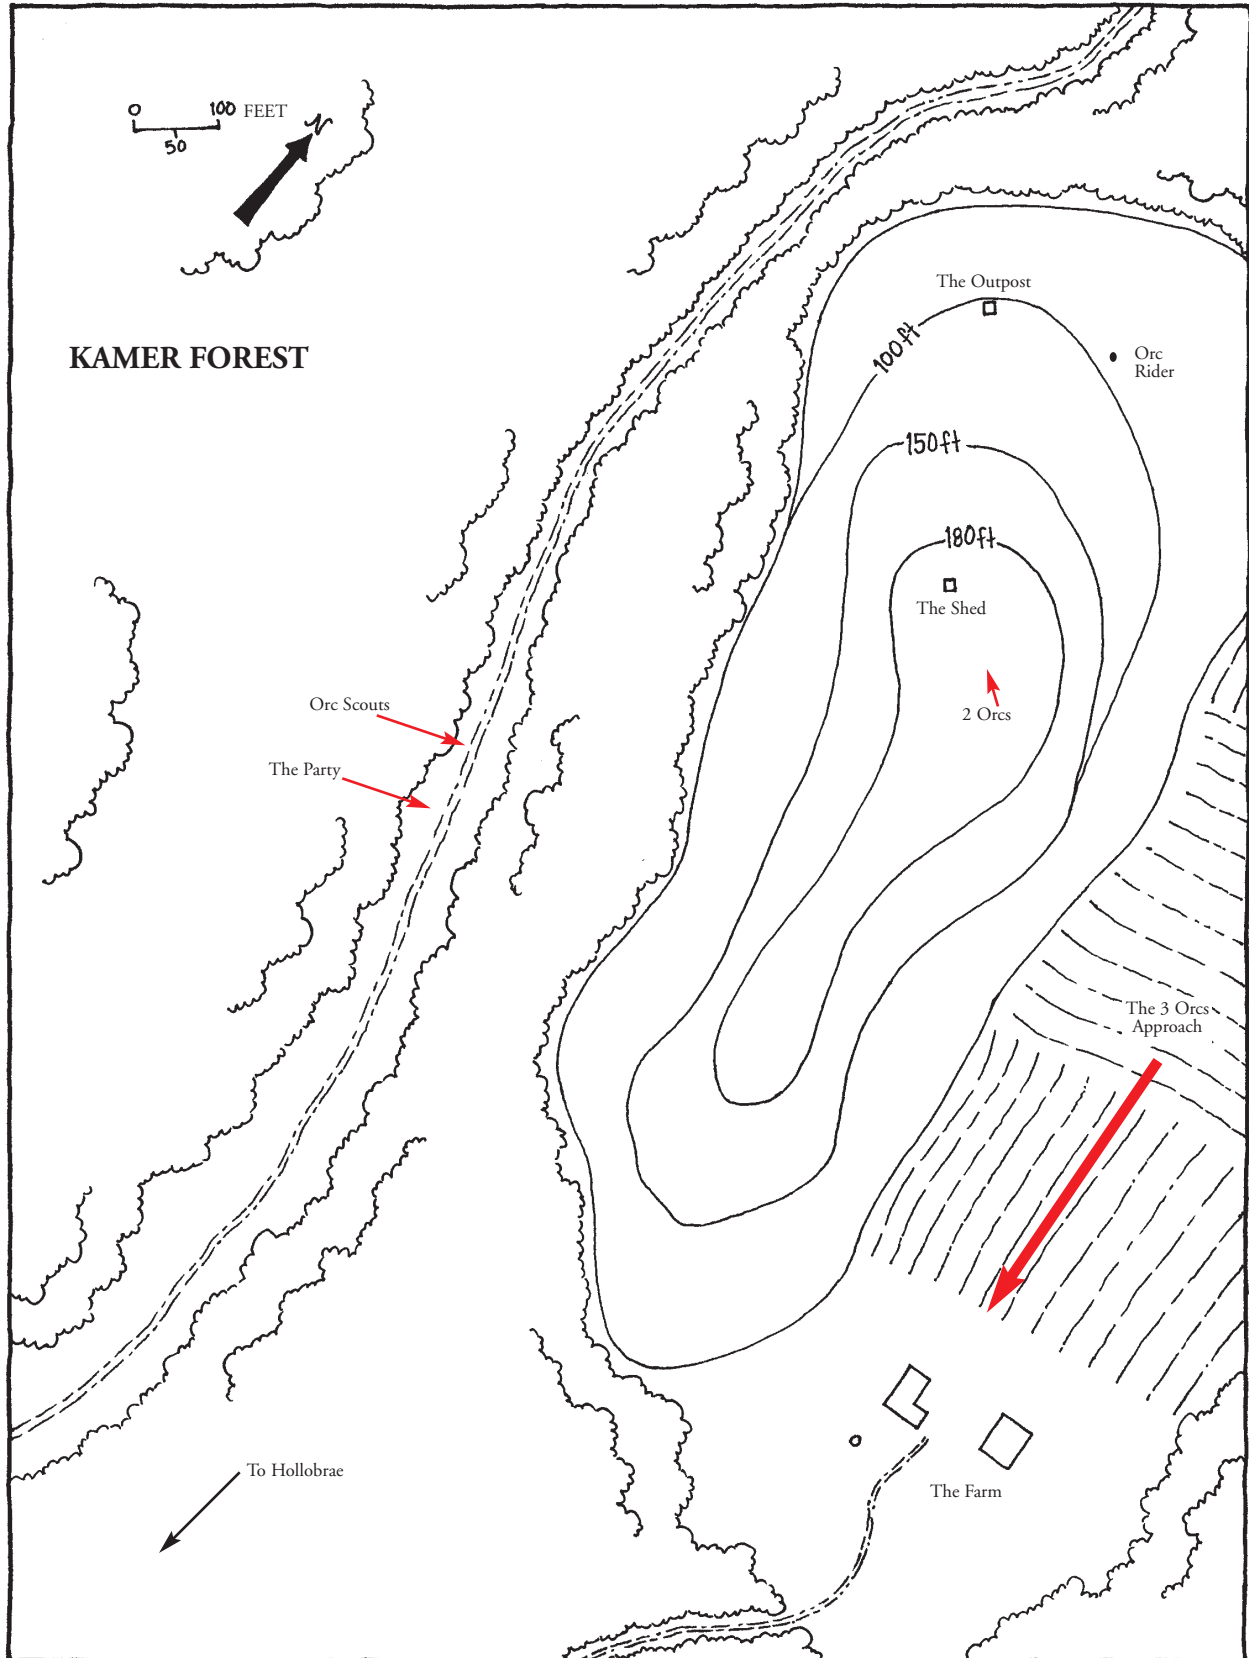 0 100 FEET
50
N
The Outpost
100ft
Orc
Rider
KAMER FOREST
150ft
180ft
The Shed
Orc Scouts
2 Orcs
The Party
The 3 Orcs
Approach
To Hollobrae
The Farm